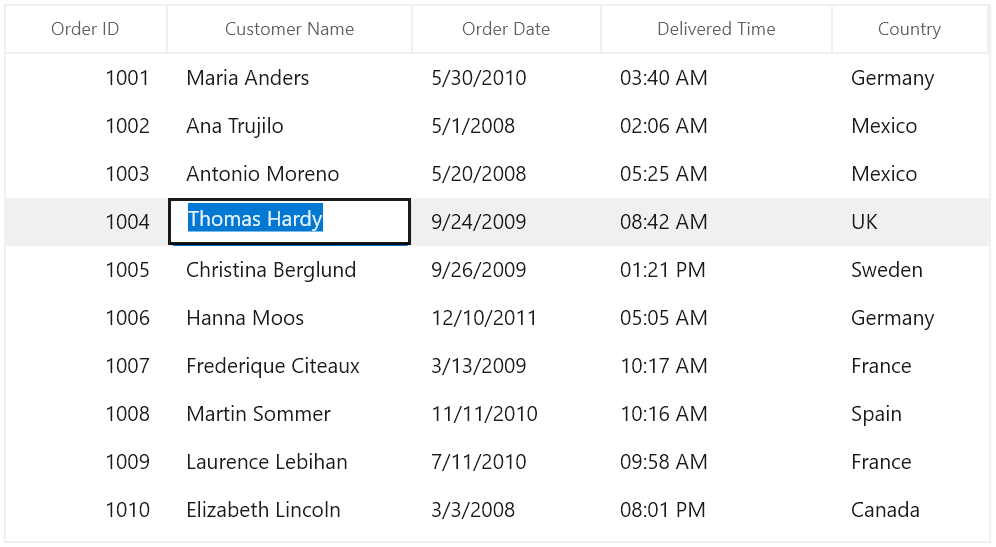 Order ID Customer Name Order Date Delivered Time Country
1001 Maria Anders 5/30/2010 03:40 AM Germany
1002 Ana Trujilo 5/1/2008 02:06 AM Mexico
1003 Antonio Moreno 5/20/2008 05:25 AM Mexico
1004 Thomas Hardy 9/24/2009 08:42 AM UK
1005 Christina Berglund 9/26/2009 01:21 PM Sweden
1006 Hanna Moos 12/10/2011 05:05 AM Germany
1007 Frederique Citeaux 3/13/2009 10:17 AM France
1008 Martin Sommer 11/11/2010 10:16 AM Spain
1009 Laurence Lebihan 7/11/2010 09:58 AM France
1010 Elizabeth Lincoln 3/3/2008 08:01 PM Canada